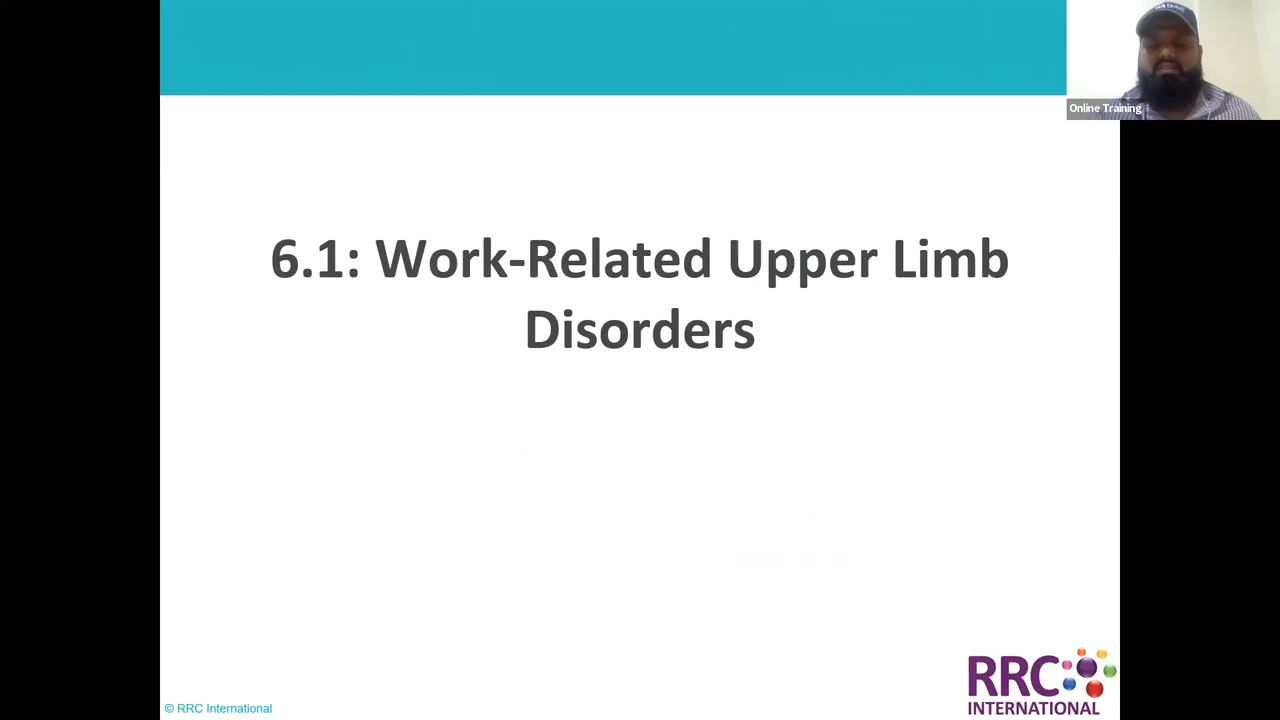 Online Training
6.1: Work-Related Upper Limb
Disorders
© RRC International
RRC
INTERNATIONAL